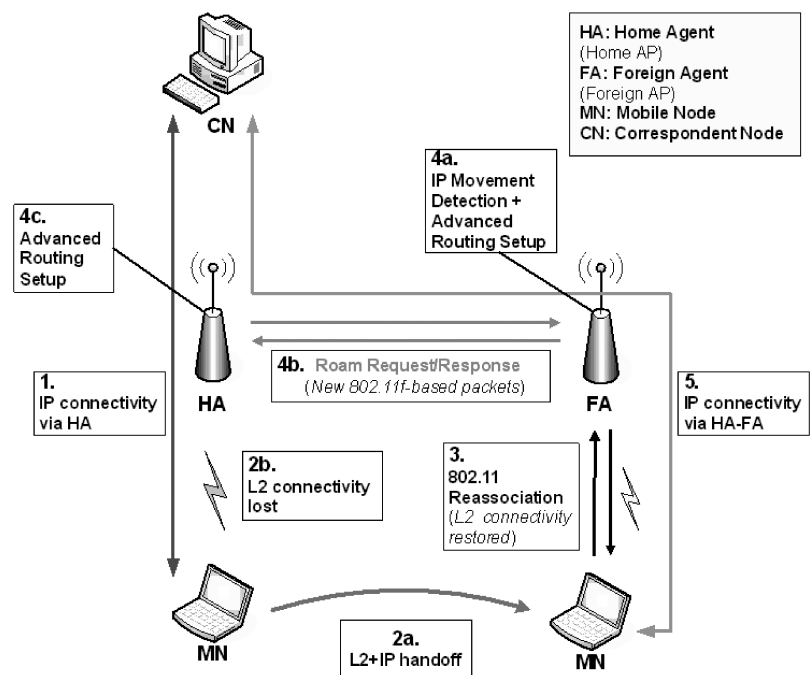 HA: Home Agent
(Home AP)
FA: Foreign Agent
(Foreign AP)
MN: Mobile Node
CN: Correspondent Node
CN
4a.
IP Movement
Detection +
Advanced
Routing Setup
4c.
Advanced
Routing
Setup
4b. Roam Request/Response
(New 802.11f-based packets)
HA
FA
1.
IP connectivity
via HA
5.
IP connectivity
via HA-FA
2b.
L2 connectivity
lost
3.
802.11
Reassociation
(L2 connectivity
restored)
MN
2a.
L2+IP handoff
MN